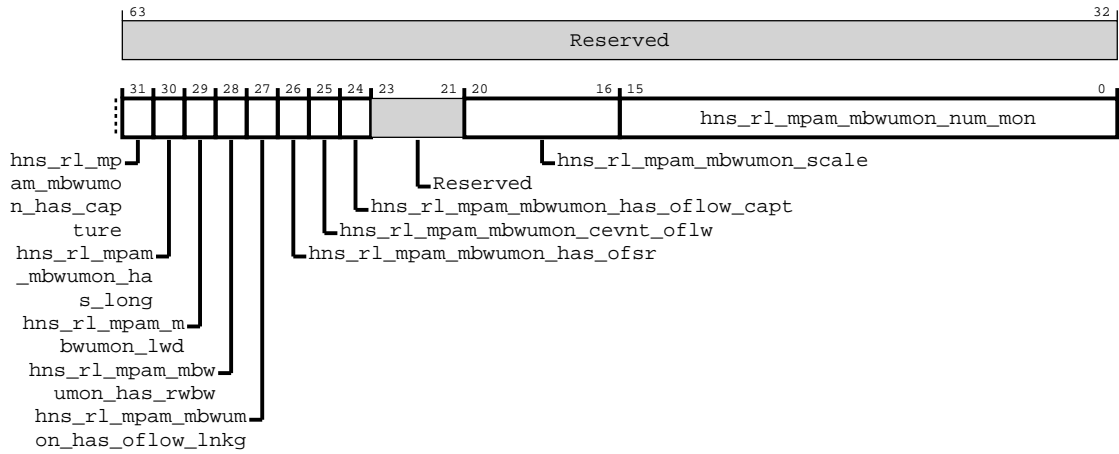 63 32
Reserved
31 30 29 28 27 26 25 24 23 21 20 16 15 0
hns_rl_mpam_mbwumon_num_mon
hns_rl_mp
am_mbwumo
n_has_cap
ture
hns_rl_mpam_mbwumon_scale
Reserved
hns_rl_mpam_mbwumon_has_oflow_capt
hns_rl_mpam_mbwumon_cevnt_oflw
hns_rl_mpam_mbwumon_has_ofsr
hns_rl_mpam
_mbwumon_ha
s_long
hns_rl_mpam_m
bwumon_lwd
hns_rl_mpam_mbw
umon_has_rwbw
hns_rl_mpam_mbwum
on_has_oflow_lnkg